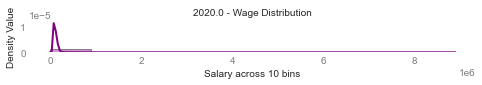 2020.0 - Wage Distribution
1e−5
Density Value
1
0
0 2 4 6 8
Salary across 10 bins
1e6